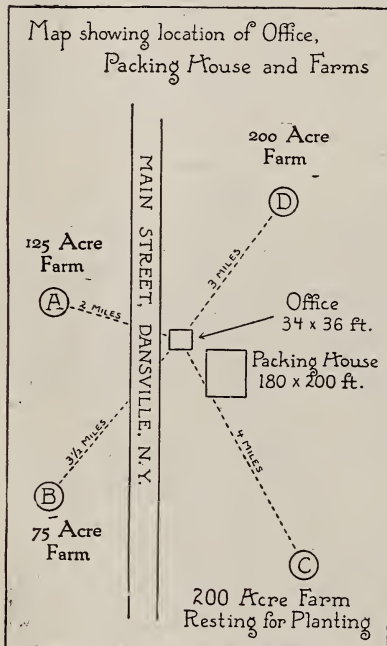 Map showing location of Office,
Packing House and Farms
200 Acre
Farm
D
MAIN STREET, DANSVILLE, N.Y.
125 Acre
Farm
A
2 MILES
3 MILES
Office
34 x 36 ft.
Packing House
180 x 200 ft.
3½ MILES
4 MILES
B
75 Acre
Farm
C
200 Acre Farm
Resting for Planting